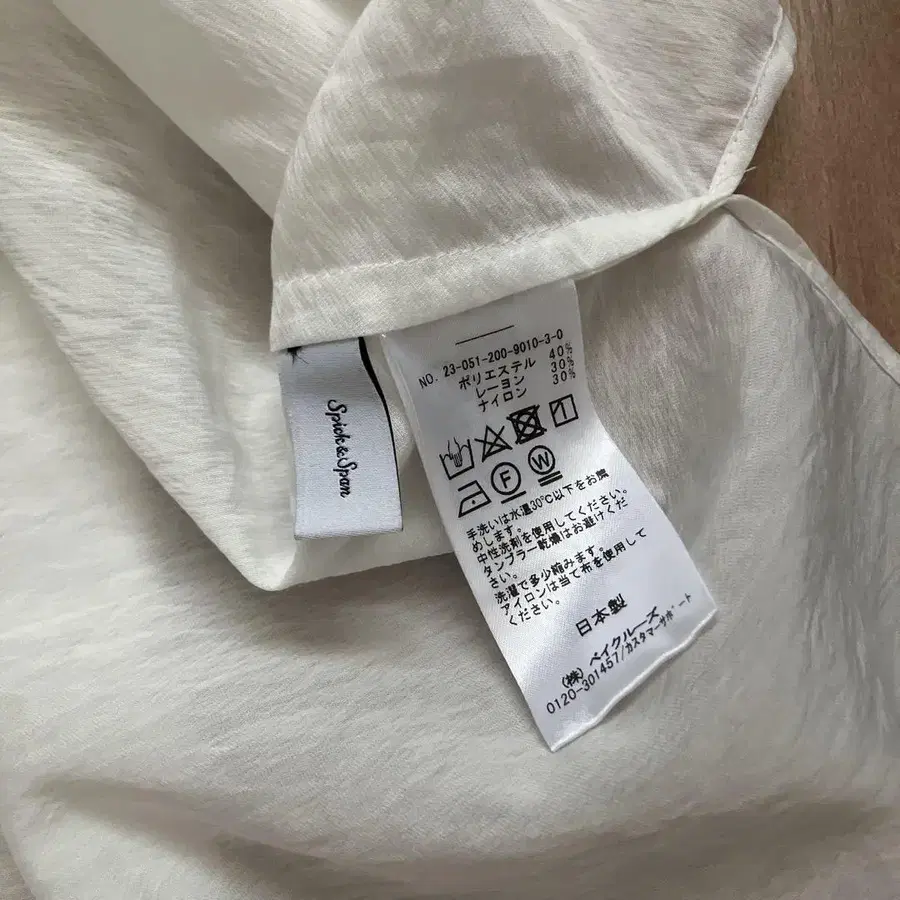 Spick & Span
NO. 23-051-200-9010-3-0
ポリエステル 40%
レーヨン 30%
ナイロン 30%
F
W
手洗いは水温30℃以下をお薦
めします。
中性洗剤を使用してください。
タンブラー乾燥はお避けくだ
さい。
洗濯で多少縮みます。
アイロンは当て布を使用して
ください。
日本製
(株) ベイクルーズ
0120-301457/カスタマーサポート